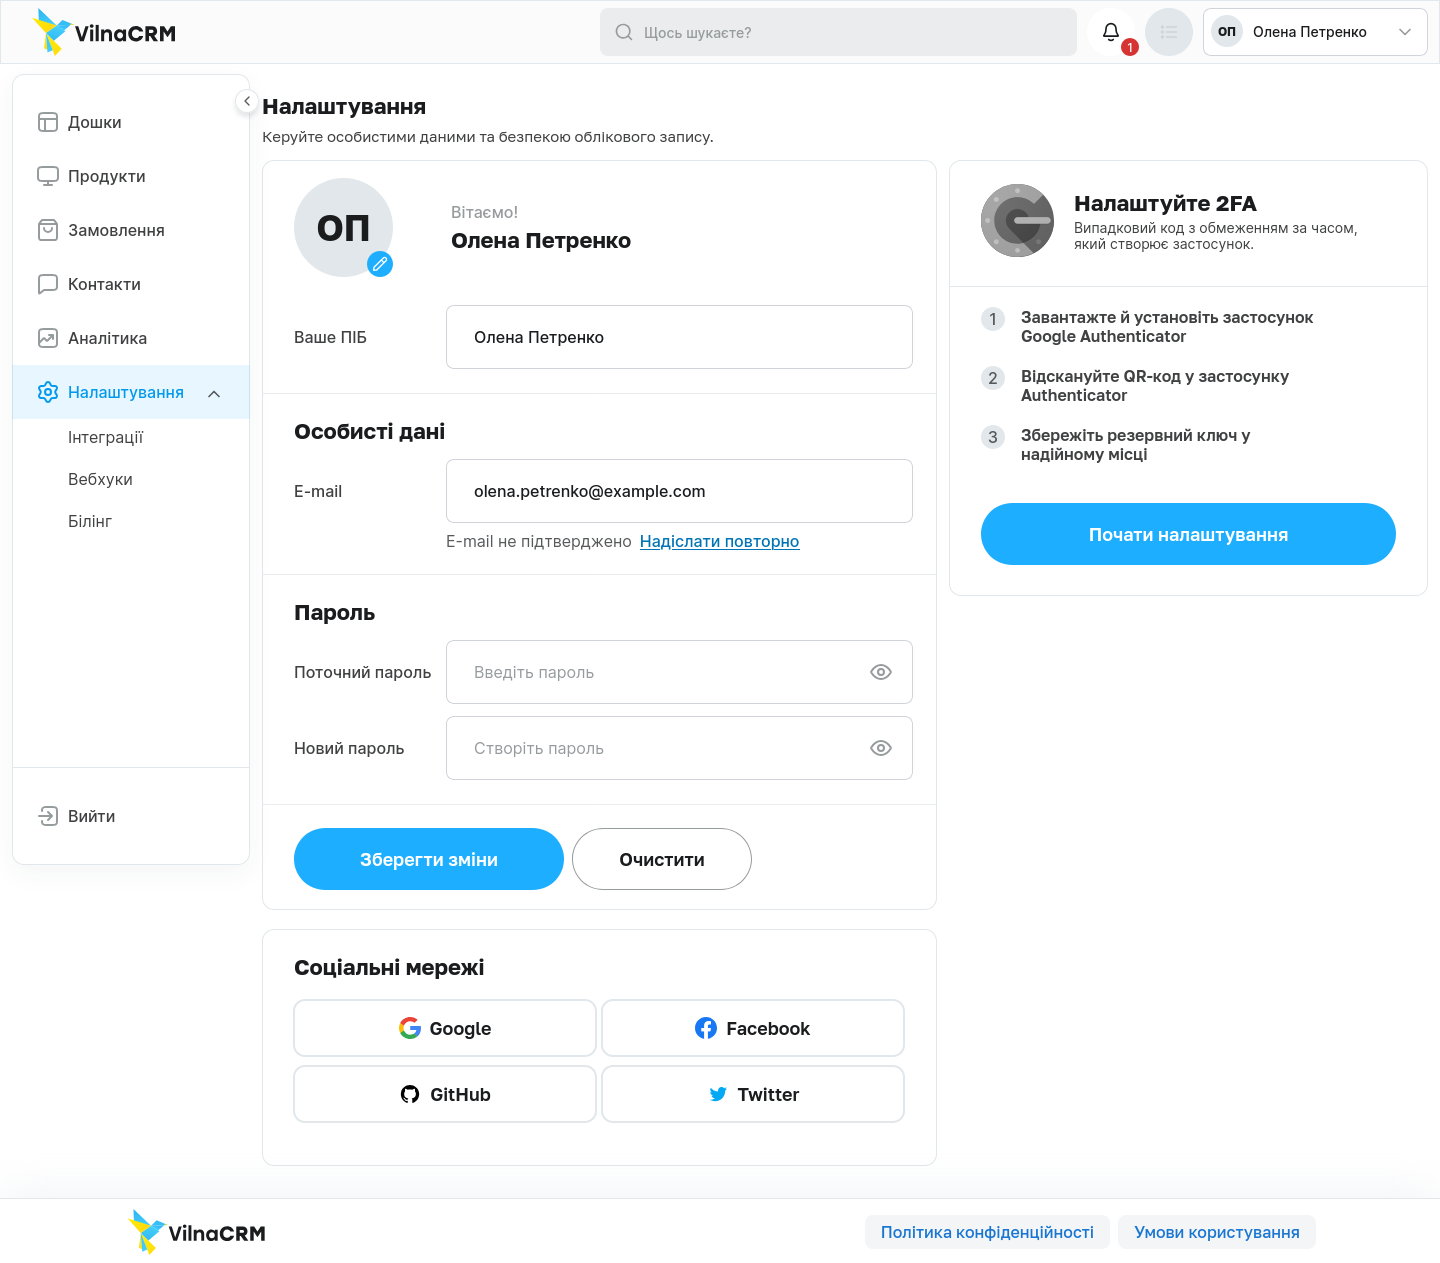 VilnaCRM
Щось шукаєте?
1
ОП
Олена Петренко
Дошки
Продукти
Замовлення
Контакти
Аналітика
Налаштування
Інтеграції
Вебхуки
Білінг
Вийти
Налаштування
Керуйте особистими даними та безпекою облікового запису.
ОП
Вітаємо!
Олена Петренко
Ваше ПІБ
Олена Петренко
Особисті дані
E-mail
olena.petrenko@example.com
E-mail не підтверджено Надіслати повторно
Пароль
Поточний пароль
Введіть пароль
Новий пароль
Створіть пароль
Зберегти зміни
Очистити
Соціальні мережі
Google
Facebook
GitHub
Twitter
Налаштуйте 2FA
Випадковий код з обмеженням за часом,
який створює застосунок.
1
Завантажте й установіть застосунок
Google Authenticator
2
Відскануйте QR-код у застосунку
Authenticator
3
Збережіть резервний ключ у
надійному місці
Почати налаштування
VilnaCRM
Політика конфіденційності
Умови користування